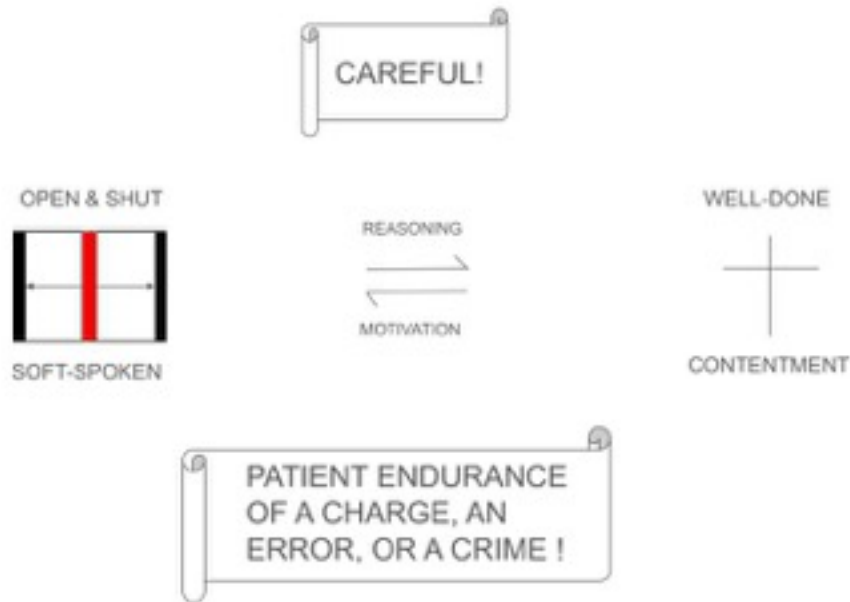 CAREFUL!
OPEN & SHUT
WELL-DONE
REASONING
MOTIVATION
SOFT-SPOKEN
CONTENTMENT
PATIENT ENDURANCE
OF A CHARGE, AN
ERROR, OR A CRIME !